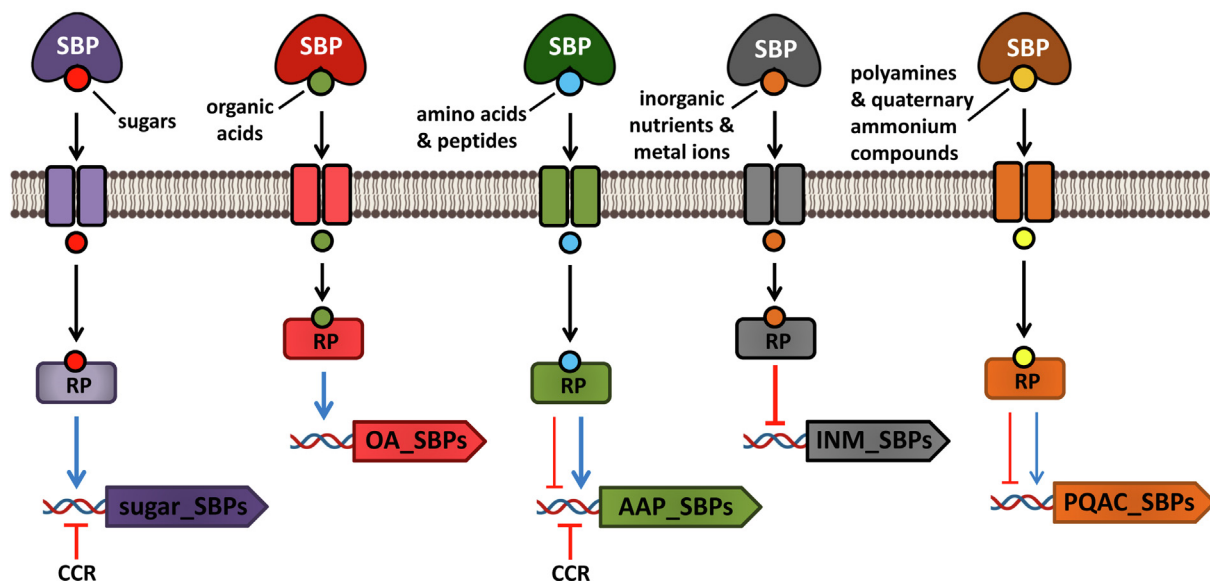 SBP
SBP
SBP
SBP
SBP
sugars
organic
acids
amino acids
& peptides
inorganic
nutrients &
metal ions
polyamines
& quaternary
ammonium
compounds
RP
RP
RP
RP
RP
sugar_SBPs
OA_SBPs
AAP_SBPs
INM_SBPs
PQAC_SBPs
CCR
CCR